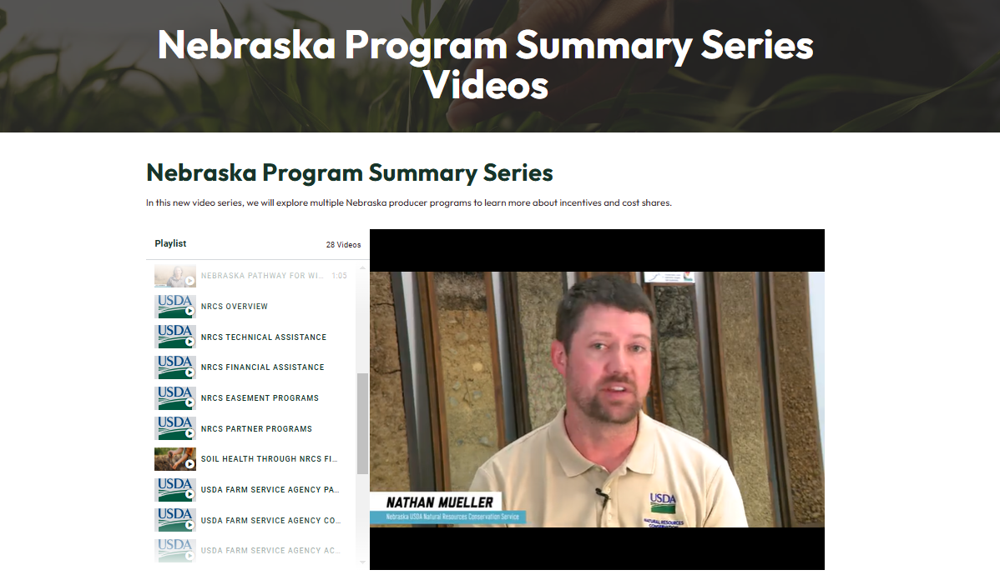 Nebraska Program Summary Series
Videos
Nebraska Program Summary Series
In this new video series, we will explore multiple Nebraska producer programs to learn more about incentives and cost shares.
Playlist
28 Videos
NEBRASKA PATHWAY FOR WI...
1:05
USDA
NRCS OVERVIEW
USDA
NRCS TECHNICAL ASSISTANCE
USDA
NRCS FINANCIAL ASSISTANCE
USDA
NRCS EASEMENT PROGRAMS
USDA
NRCS PARTNER PROGRAMS
SOIL HEALTH THROUGH NRCS FI...
USDA
USDA FARM SERVICE AGENCY PA...
USDA
USDA FARM SERVICE AGENCY CO...
USDA
USDA FARM SERVICE AGENCY AC...
NATHAN MUELLER
Nebraska USDA Natural Resources Conservation Service
USDA
NATURAL RESOURCES
CONSERVATION